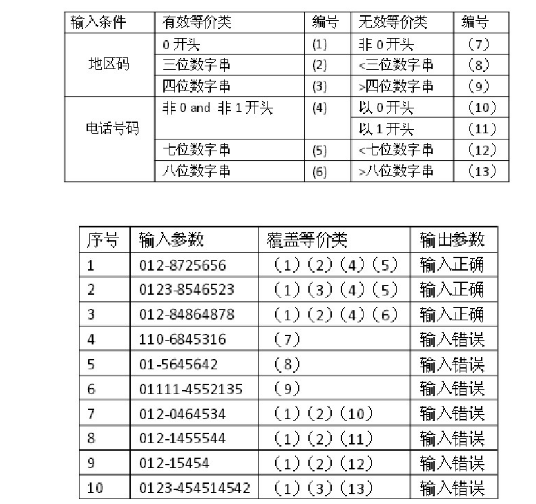 输入条件 有效等价类 编号 无效等价类 编号
地区码 0开头 (1) 非0开头 (7)
三位数字串 (2) <三位数字串 (8)
四位数字串 (3) >四位数字串 (9)
电话号码 非0 and 非1开头 (4) 以0开头 (10)
以1开头 (11)
七位数字串 (5) <七位数字串 (12)
八位数字串 (6) >八位数字串 (13)
序号 输入参数 覆盖等价类 输出参数
1 012-8725656 (1)(2)(4)(5) 输入正确
2 0123-8546523 (1)(3)(4)(5) 输入正确
3 012-84864878 (1)(2)(4)(6) 输入正确
4 110-6845316 (7) 输入错误
5 01-5645642 (8) 输入错误
6 01111-4552135 (9) 输入错误
7 012-0464534 (1)(2)(10) 输入错误
8 012-1455544 (1)(2)(11) 输入错误
9 012-15454 (1)(2)(12) 输入错误
10 0123-454514542 (1)(3)(13) 输入错误